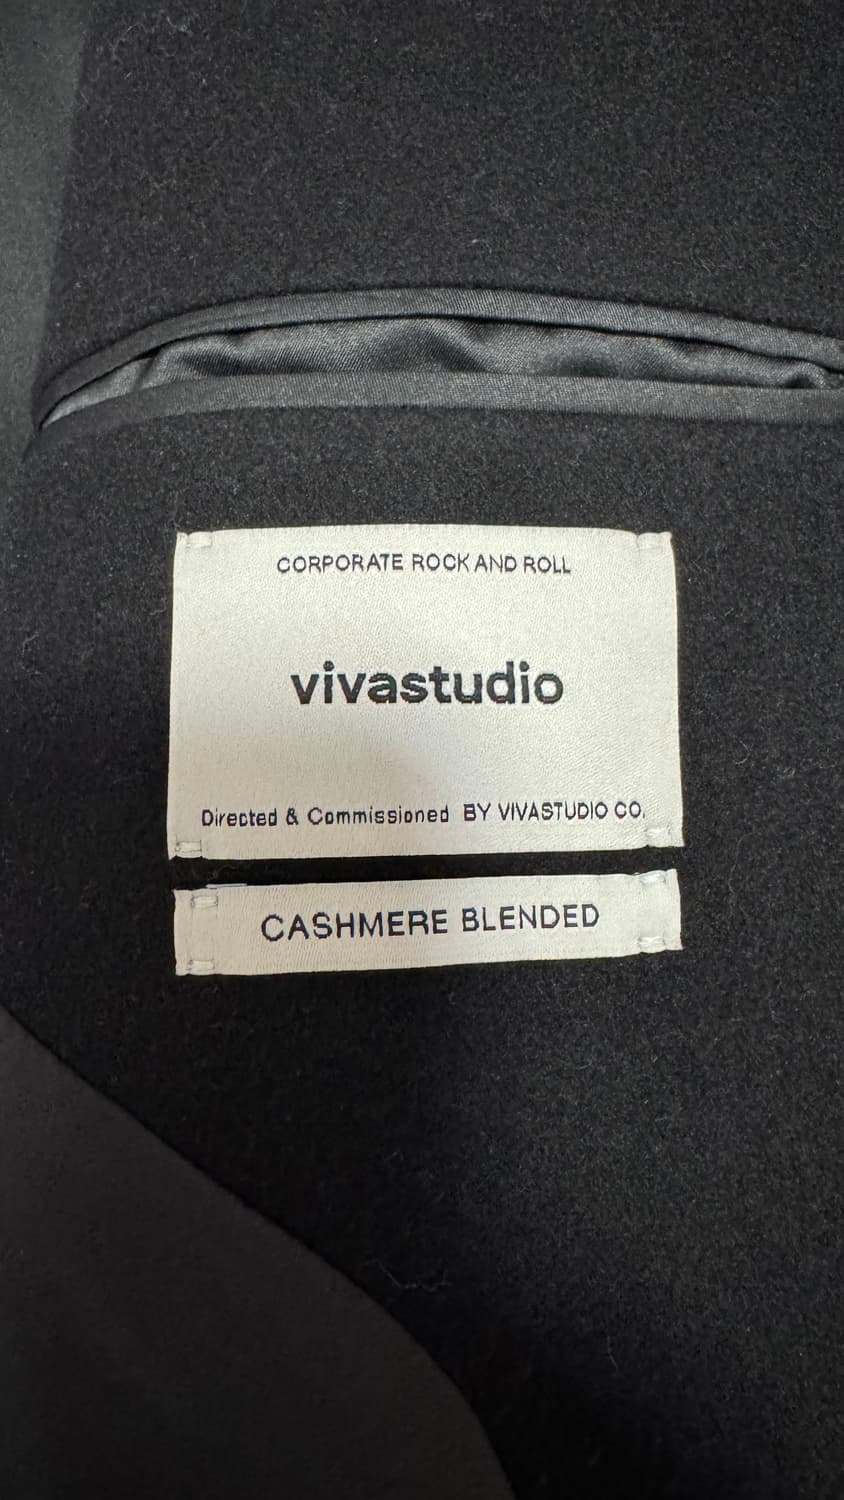 CORPORATE ROCK AND ROLL
vivastudio
Directed & Commissioned BY VIVASTUDIO CO.
CASHMERE BLENDED